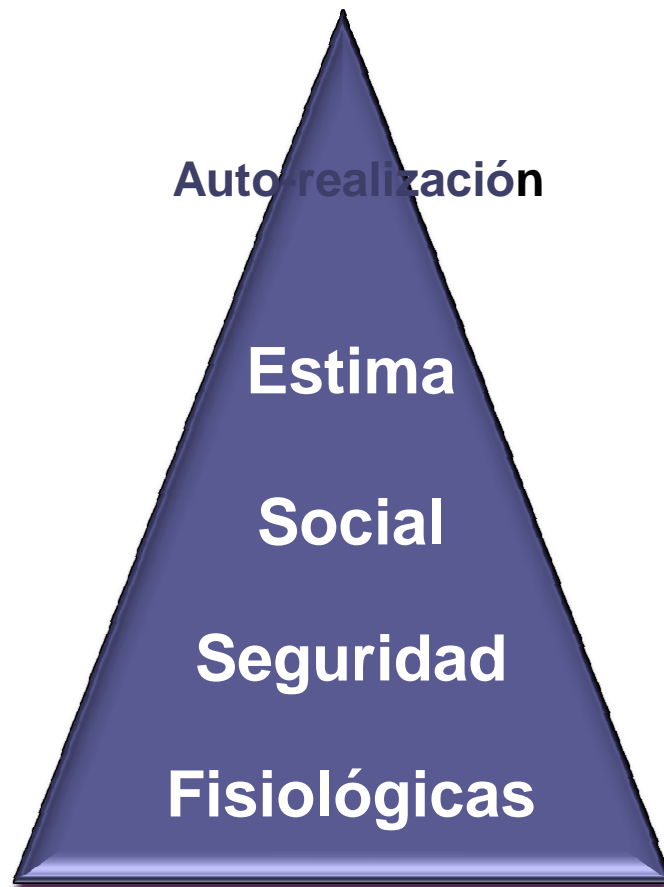 Auto-realización
Estima
Social
Seguridad
Fisiológicas